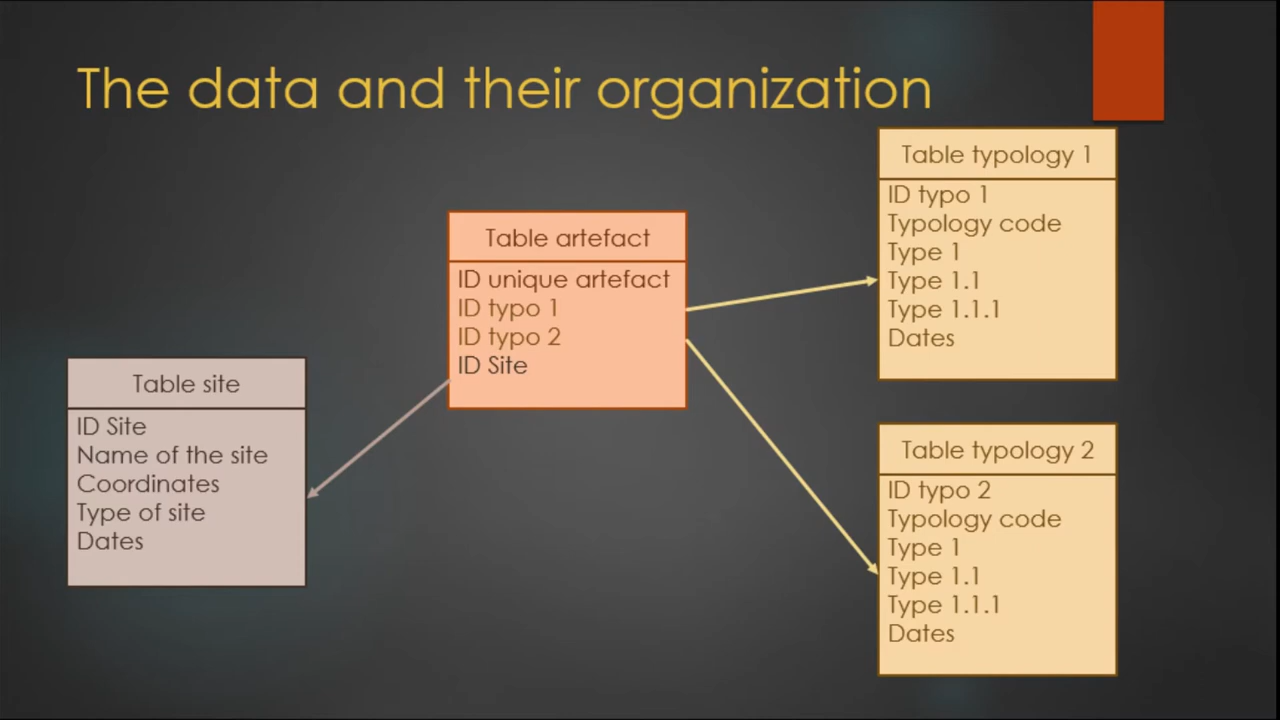 The data and their organization
Table site
ID Site
Name of the site
Coordinates
Type of site
Dates
Table artefact
ID unique artefact
ID typo 1
ID typo 2
ID Site
Table typology 1
ID typo 1
Typology code
Type 1
Type 1.1
Type 1.1.1
Dates
Table typology 2
ID typo 2
Typology code
Type 1
Type 1.1
Type 1.1.1
Dates